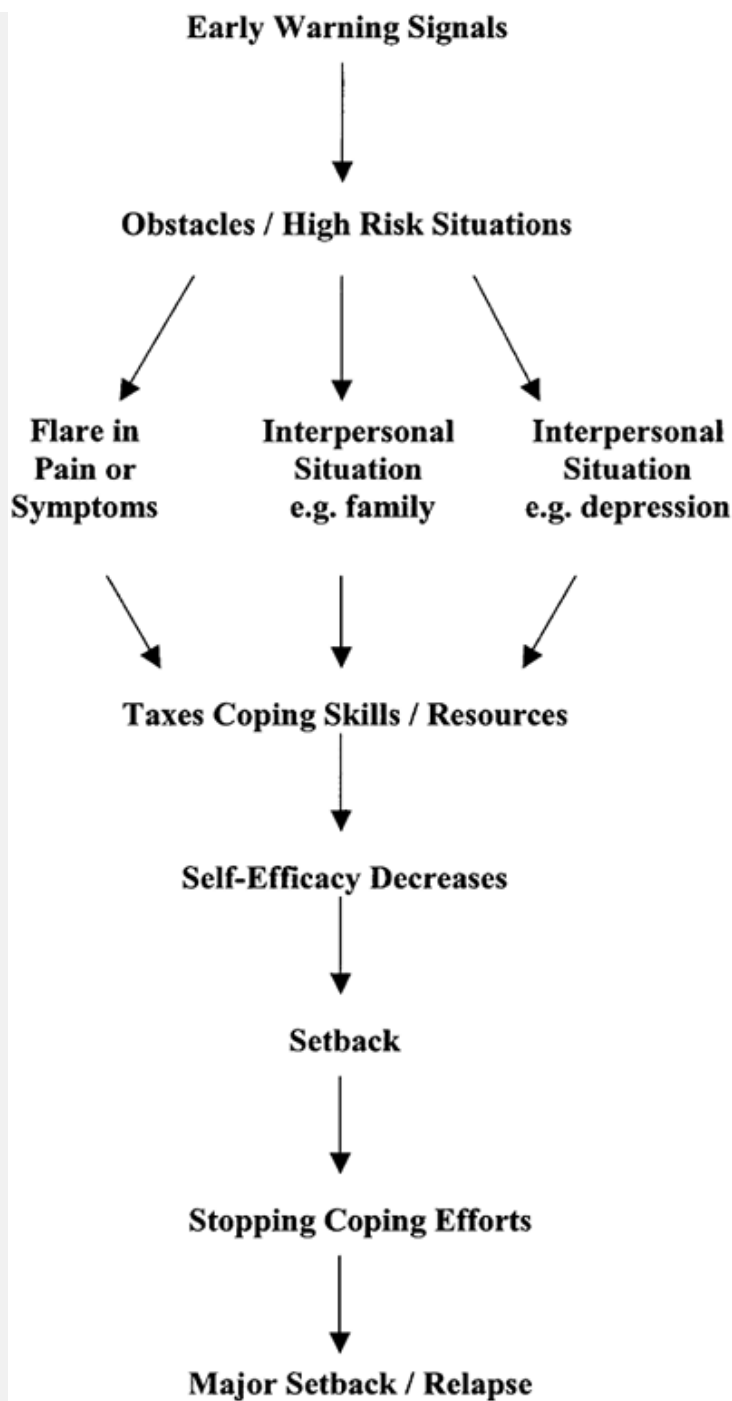 Early Warning Signals
Obstacles / High Risk Situations
Flare in
Pain or
Symptoms
Interpersonal
Situation
e.g. family
Interpersonal
Situation
e.g. depression
Taxes Coping Skills / Resources
Self-Efficacy Decreases
Setback
Stopping Coping Efforts
Major Setback / Relapse